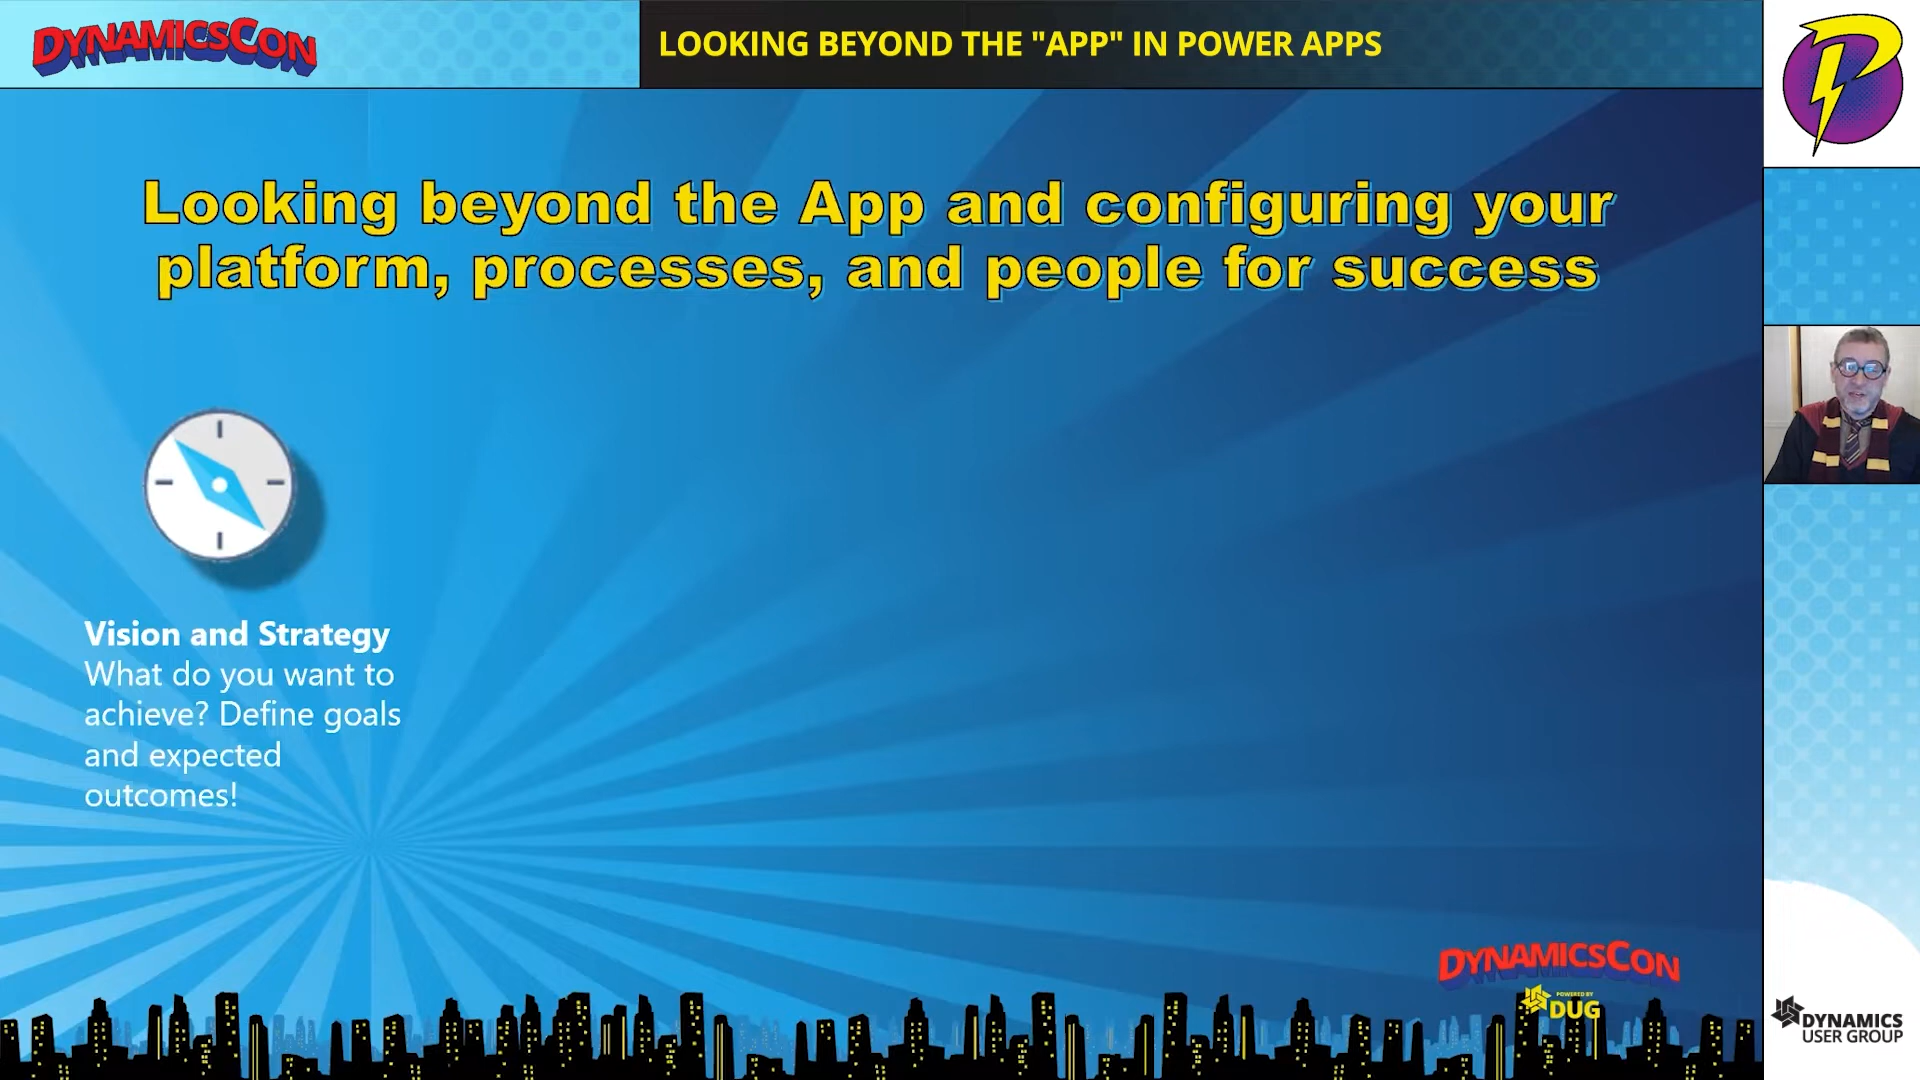 DYNAMICSCON
LOOKING BEYOND THE "APP" IN POWER APPS
P
Looking beyond the App and configuring your
platform, processes, and people for success
Vision and Strategy
What do you want to
achieve? Define goals
and expected
outcomes!
DYNAMICSCON
POWERED BY
DUG
DYNAMICS
USER GROUP